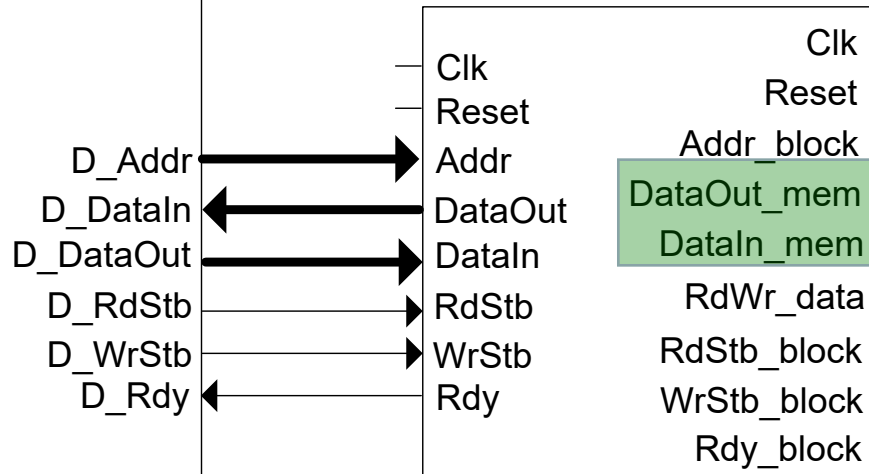 Clk
Reset
D_Addr
D_DataIn
D_DataOut
D_RdStb
D_WrStb
D_Rdy
Clk
Reset
Addr
DataOut
DataIn
RdStb
WrStb
Rdy
Addr_block
DataOut_mem
DataIn_mem
RdWr_data
RdStb_block
WrStb_block
Rdy_block